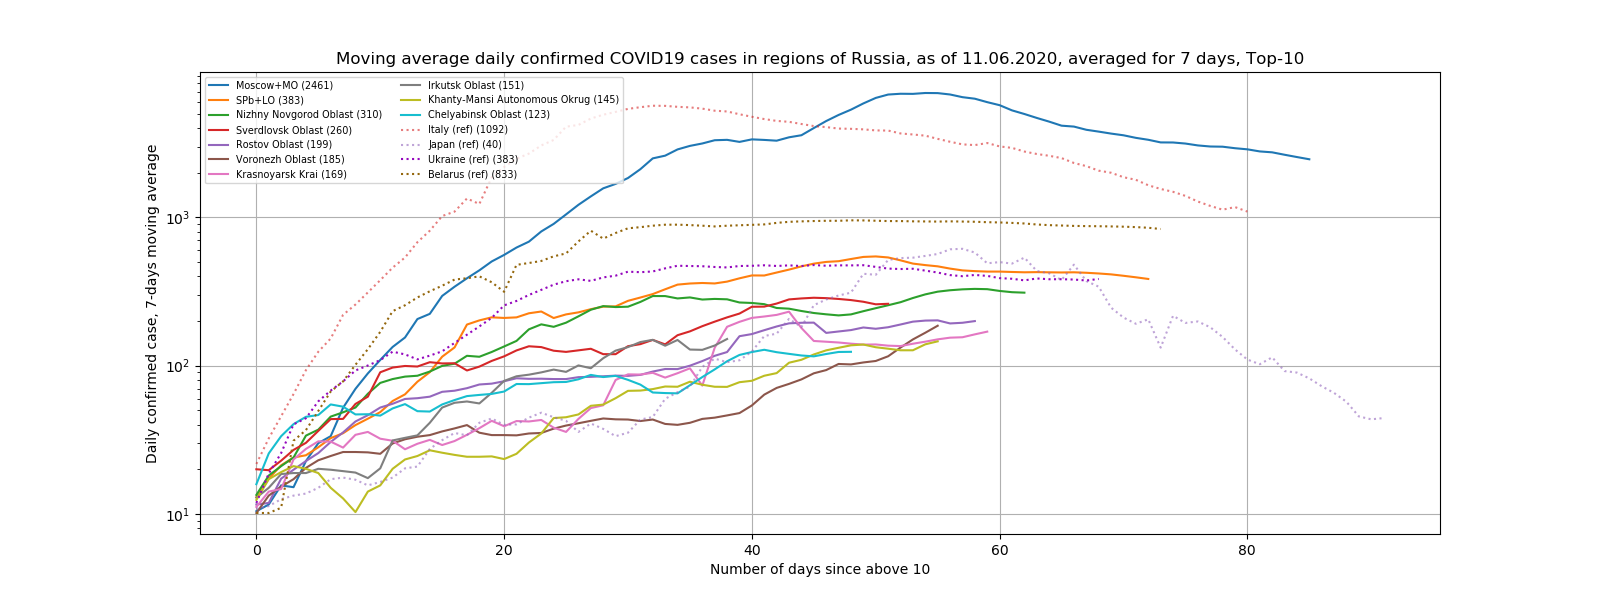 Moving average daily confirmed COVID19 cases in regions of Russia, as of 11.06.2020, averaged for 7 days, Top-10
Moscow+MO (2461)
SPb+LO (383)
Nizhny Novgorod Oblast (310)
Sverdlovsk Oblast (260)
Rostov Oblast (199)
Voronezh Oblast (185)
Krasnoyarsk Krai (169)
Irkutsk Oblast (151)
Khanty-Mansi Autonomous Okrug (145)
Chelyabinsk Oblast (123)
Italy (ref) (1092)
Japan (ref) (40)
Ukraine (ref) (383)
Belarus (ref) (833)
Daily confirmed case, 7-days moving average
10³
10²
10¹
0 20 40 60 80
Number of days since above 10